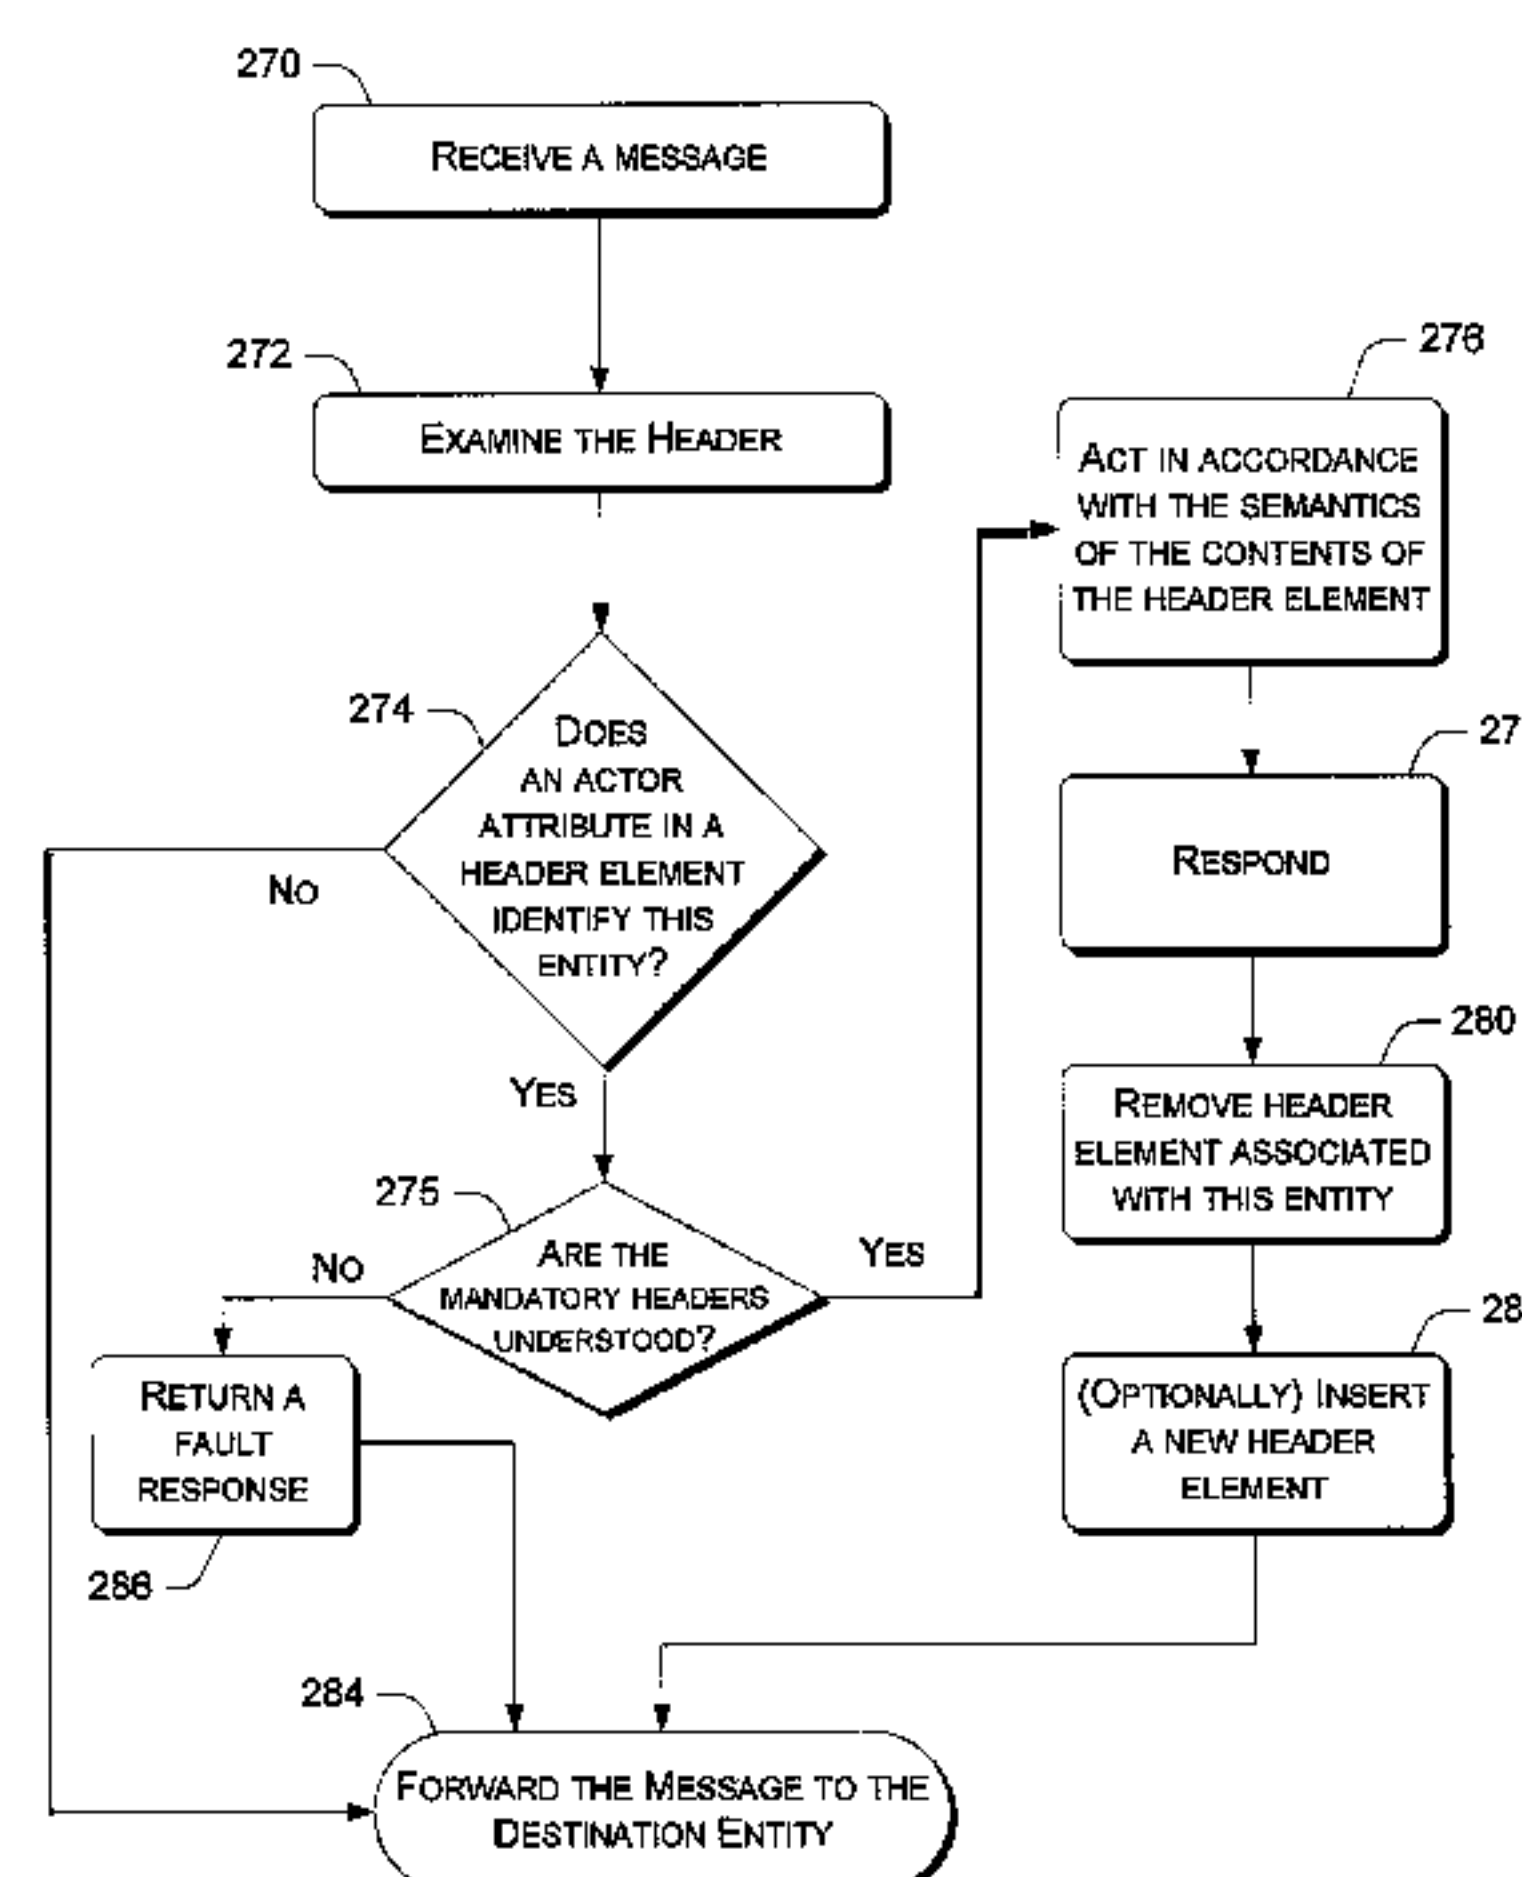 270
RECEIVE A MESSAGE
272
EXAMINE THE HEADER
274
DOES
AN ACTOR
ATTRIBUTE IN A
HEADER ELEMENT
IDENTIFY THIS
ENTITY?
NO
YES
275
ARE THE
MANDATORY HEADERS
UNDERSTOOD?
NO
YES
RETURN A
FAULT
RESPONSE
286
276
ACT IN ACCORDANCE
WITH THE SEMANTICS
OF THE CONTENTS OF
THE HEADER ELEMENT
27
RESPOND
280
REMOVE HEADER
ELEMENT ASSOCIATED
WITH THIS ENTITY
28
(OPTIONALLY) INSERT
A NEW HEADER
ELEMENT
284
FORWARD THE MESSAGE TO THE
DESTINATION ENTITY